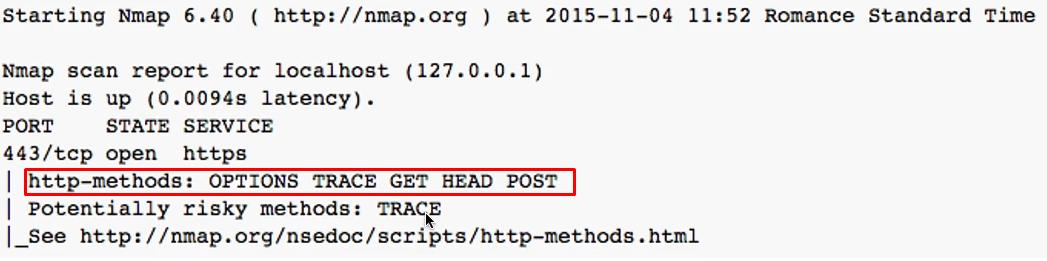 Starting Nmap 6.40 ( http://nmap.org ) at 2015-11-04 11:52 Romance Standard Time
Nmap scan report for localhost (127.0.0.1)
Host is up (0.0094s latency).
PORT    STATE SERVICE
443/tcp open  https
| http-methods: OPTIONS TRACE GET HEAD POST
| Potentially risky methods: TRACE
|_See http://nmap.org/nsedoc/scripts/http-methods.html